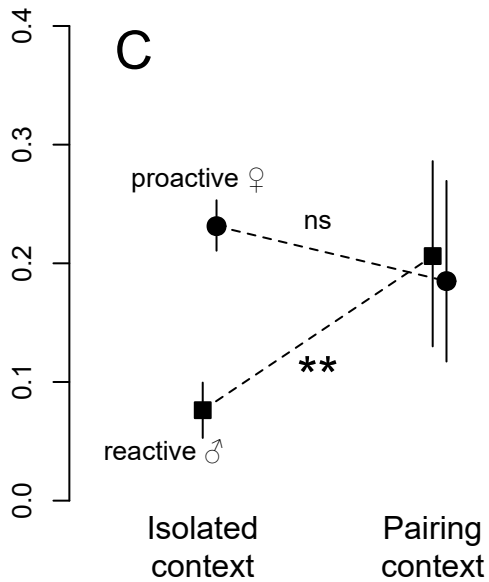 C
0.4
0.3
0.2
0.1
0.0
proactive ♀
ns
**
reactive ♂
Isolated
context
Pairing
context